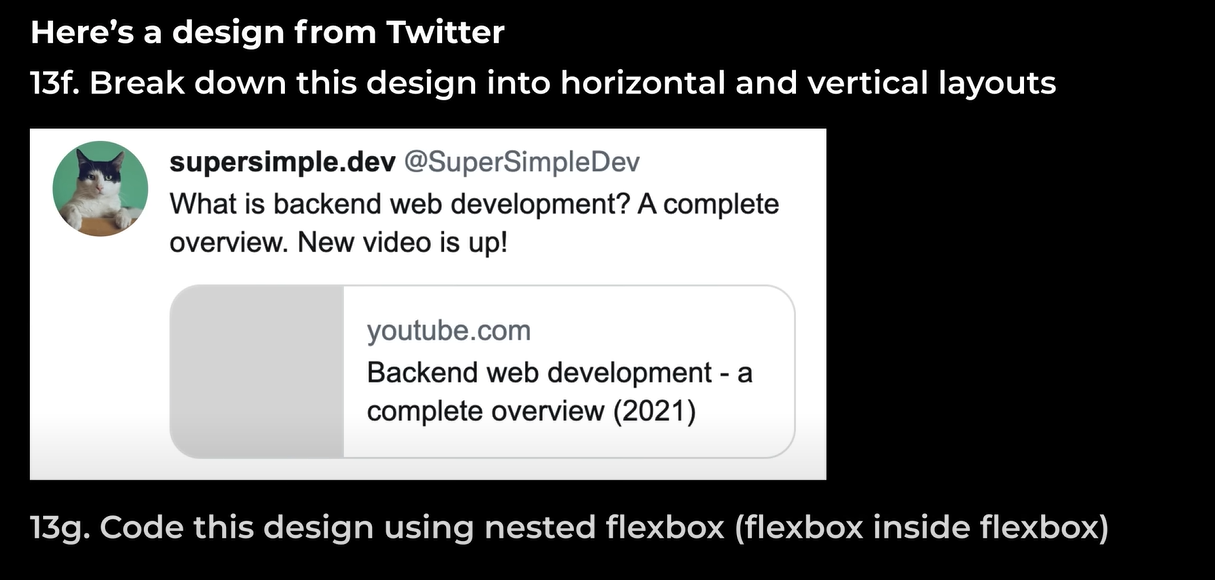 Here’s a design from Twitter
13f. Break down this design into horizontal and vertical layouts
supersimple.dev @SuperSimpleDev
What is backend web development? A complete
overview. New video is up!
youtube.com
Backend web development - a
complete overview (2021)
13g. Code this design using nested flexbox (flexbox inside flexbox)